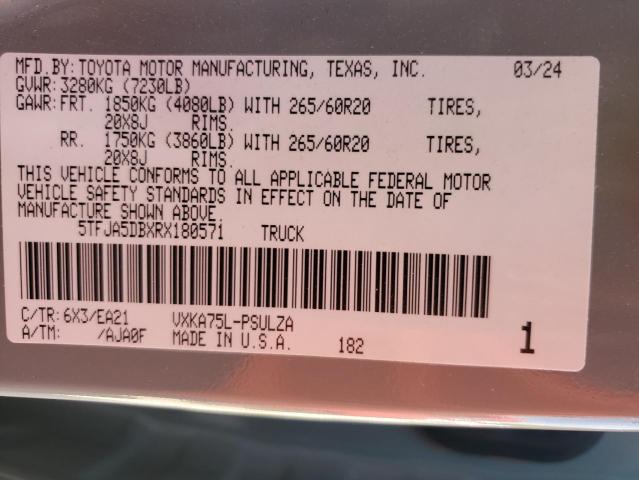 MFD.BY:TOYOTA MOTOR MANUFACTURING, TEXAS, INC. 03/24
GVWR:3280KG (7230LB)
GAWR:FRT. 1850KG (4080LB) WITH 265/60R20 TIRES,
20X8J RIMS.
RR. 1750KG (3860LB) WITH 265/60R20 TIRES,
20X8J RIMS.
THIS VEHICLE CONFORMS TO ALL APPLICABLE FEDERAL MOTOR
VEHICLE SAFETY STANDARDS IN EFFECT ON THE DATE OF
MANUFACTURE SHOWN ABOVE.
5TFJA5DBXRX180571 TRUCK
C/TR:6X3/EA21 VXKA75L-PSULZA
A/TM: /AJA0F MADE IN U.S.A. 182 1